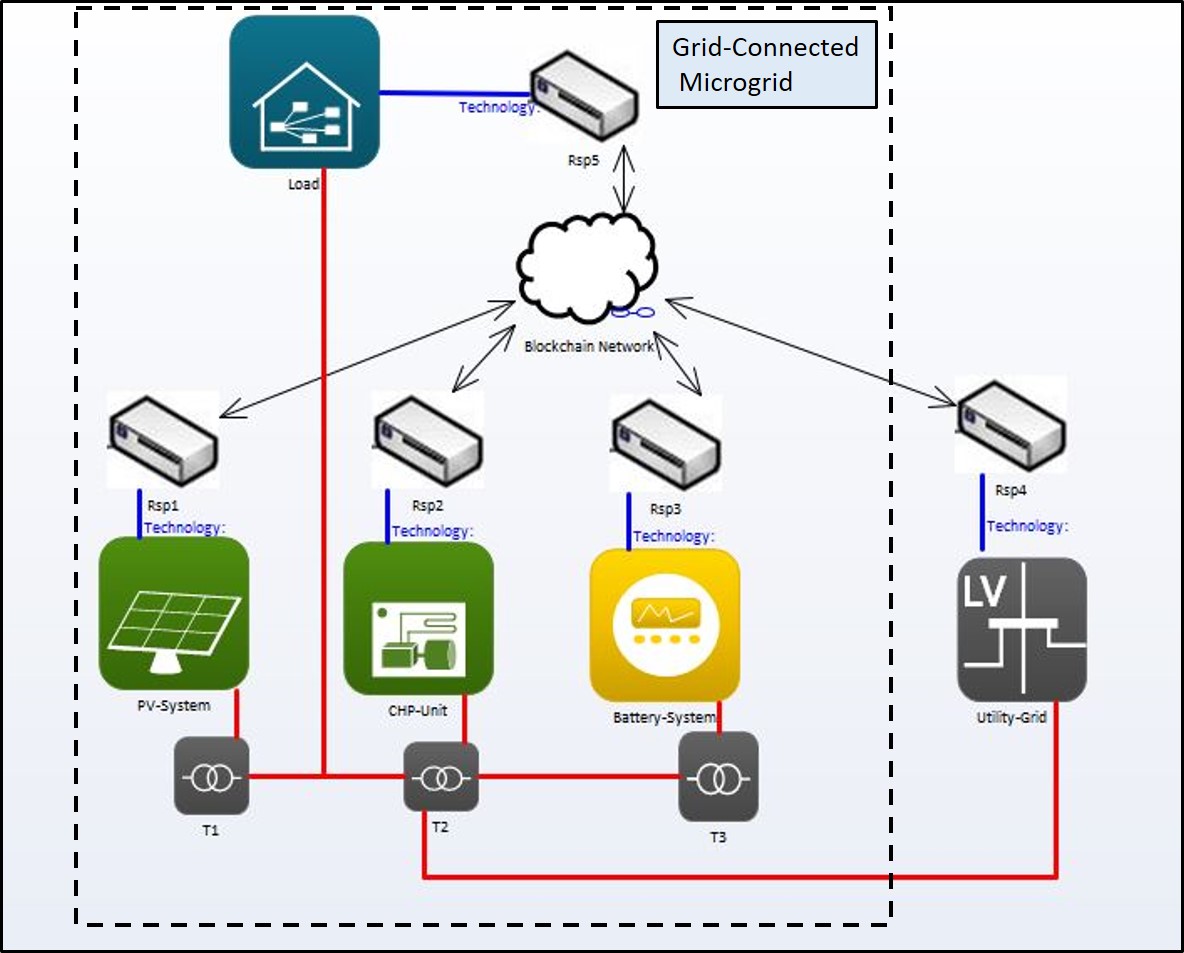 Grid-Connected
Microgrid
Technology:
Rsp5
Load
Blockchain Network
Rsp1
Technology:
Rsp2
Technology:
Rsp3
Technology:
Rsp4
Technology:
LV
PV-System
CHP-Unit
Battery-System
Utility-Grid
T1
T2
T3